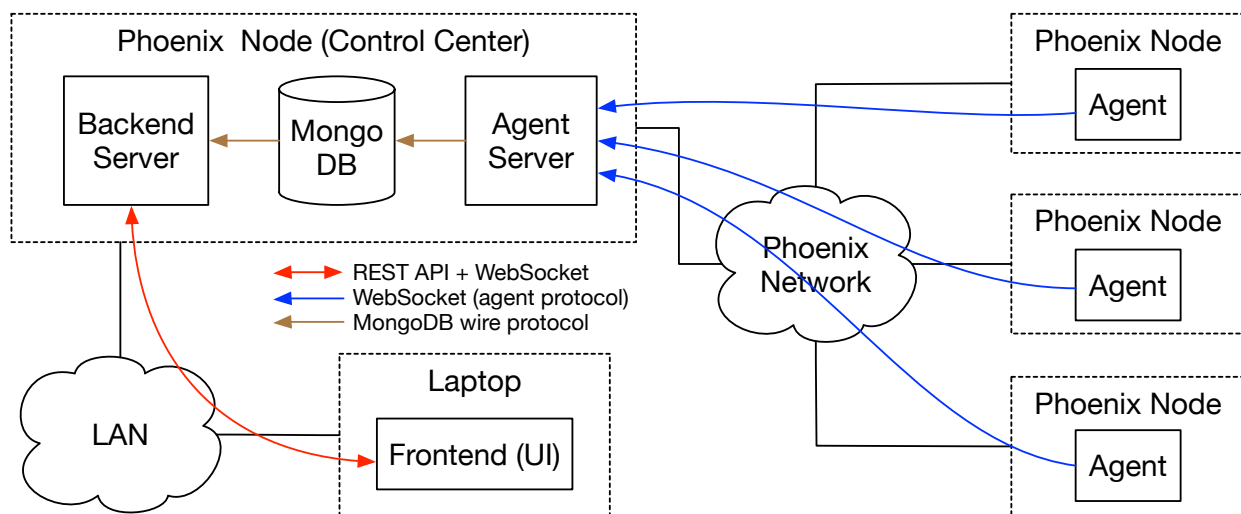 Phoenix Node (Control Center)
Backend
Server
Mongo
DB
Agent
Server
Phoenix Node
Agent
Phoenix Node
Agent
Phoenix Node
Agent
Phoenix
Network
REST API + WebSocket
WebSocket (agent protocol)
MongoDB wire protocol
LAN
Laptop
Frontend (UI)